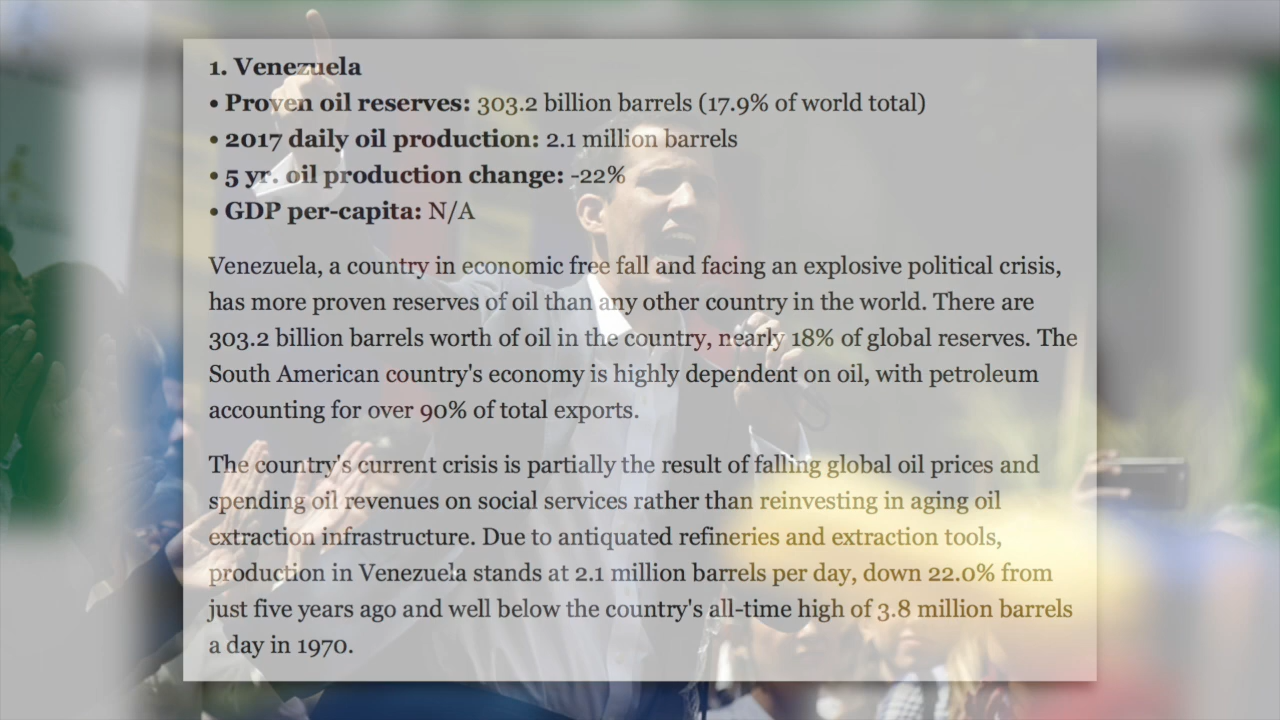 1. Venezuela
• Proven oil reserves: 303.2 billion barrels (17.9% of world total)
• 2017 daily oil production: 2.1 million barrels
• 5 yr. oil production change: -22%
• GDP per-capita: N/A
Venezuela, a country in economic free fall and facing an explosive political crisis,
has more proven reserves of oil than any other country in the world. There are
303.2 billion barrels worth of oil in the country, nearly 18% of global reserves. The
South American country's economy is highly dependent on oil, with petroleum
accounting for over 90% of total exports.
The country's current crisis is partially the result of falling global oil prices and
spending oil revenues on social services rather than reinvesting in aging oil
extraction infrastructure. Due to antiquated refineries and extraction tools,
production in Venezuela stands at 2.1 million barrels per day, down 22.0% from
just five years ago and well below the country's all-time high of 3.8 million barrels
a day in 1970.